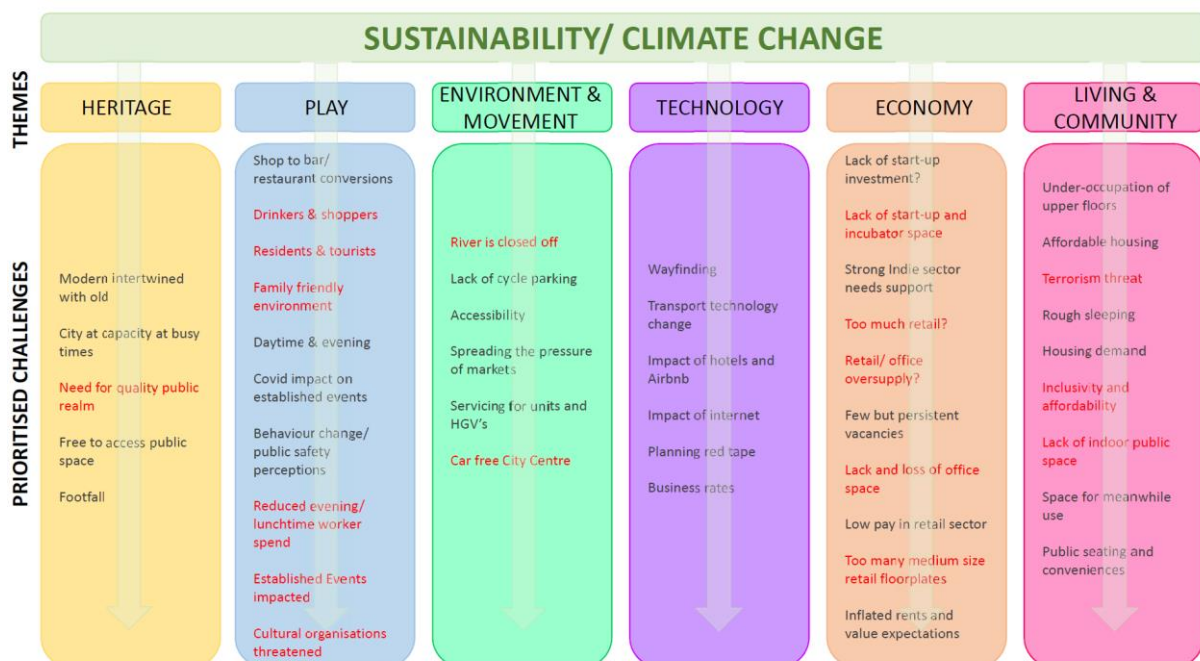 SUSTAINABILITY/ CLIMATE CHANGE
THEMES
HERITAGE
PLAY
ENVIRONMENT &
MOVEMENT
TECHNOLOGY
ECONOMY
LIVING &
COMMUNITY
PRIORITISED CHALLENGES
Modern intertwined
with old
City at capacity at busy
times
Need for quality public
realm
Free to access public
space
Footfall
Shop to bar/
restaurant conversions
Drinkers & shoppers
Residents & tourists
Family friendly
environment
Daytime & evening
Covid impact on
established events
Behaviour change/
public safety
perceptions
Reduced evening/
lunchtime worker
spend
Established Events
impacted
Cultural organisations
threatened
River is closed off
Lack of cycle parking
Accessibility
Spreading the pressure
of markets
Servicing for units and
HGV's
Car free City Centre
Wayfinding
Transport technology
change
Impact of hotels and
Airbnb
Impact of internet
Planning red tape
Business rates
Lack of start-up
investment?
Lack of start-up and
incubator space
Strong Indie sector
needs support
Too much retail?
Retail/ office
oversupply?
Few but persistent
vacancies
Lack and loss of office
space
Low pay in retail sector
Too many medium size
retail floorplates
Inflated rents and
value expectations
Under-occupation of
upper floors
Affordable housing
Terrorism threat
Rough sleeping
Housing demand
Inclusivity and
affordability
Lack of indoor public
space
Space for meanwhile
use
Public seating and
conveniences